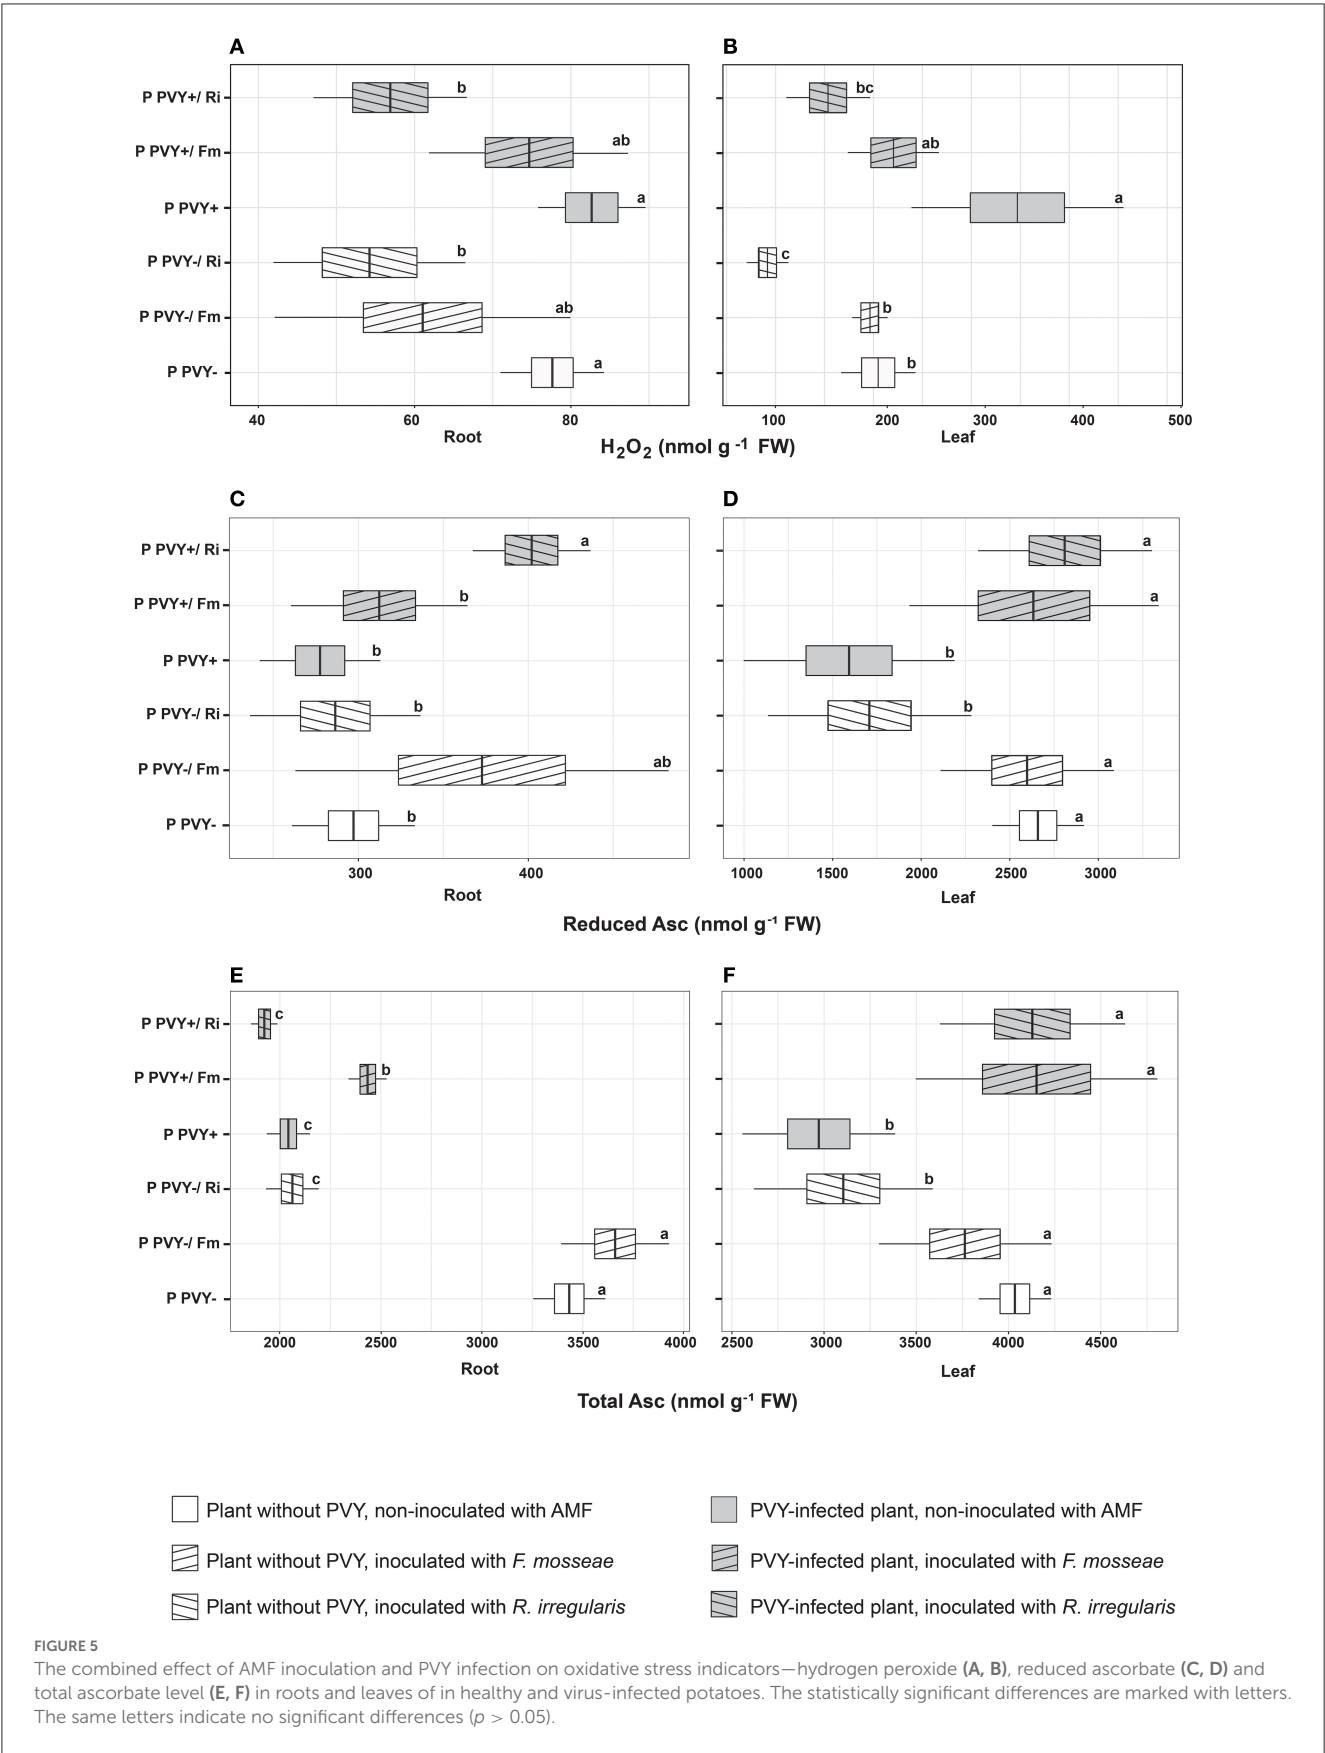 A
B
P PVY+/ Ri
b
bc
P PVY+/ Fm
ab
ab
P PVY+
a
a
P PVY-/ Ri
b
c
P PVY-/ Fm
ab
b
P PVY-
a
b
40 60 80
100 200 300 400 500
Root
Leaf
H2O2 (nmol g -1 FW)
C
D
P PVY+/ Ri
a
a
P PVY+/ Fm
b
a
P PVY+
b
b
P PVY-/ Ri
b
b
P PVY-/ Fm
ab
a
P PVY-
b
a
300 400
1000 1500 2000 2500 3000
Root
Leaf
Reduced Asc (nmol g-1 FW)
E
F
P PVY+/ Ri
c
a
P PVY+/ Fm
b
a
P PVY+
c
b
P PVY-/ Ri
c
b
P PVY-/ Fm
a
a
P PVY-
a
a
2000 2500 3000 3500 4000
2500 3000 3500 4000 4500
Root
Leaf
Total Asc (nmol g-1 FW)
Plant without PVY, non-inoculated with AMF
PVY-infected plant, non-inoculated with AMF
Plant without PVY, inoculated with F. mosseae
PVY-infected plant, inoculated with F. mosseae
Plant without PVY, inoculated with R. irregularis
PVY-infected plant, inoculated with R. irregularis
FIGURE 5
The combined effect of AMF inoculation and PVY infection on oxidative stress indicators—hydrogen peroxide (A, B), reduced ascorbate (C, D) and
total ascorbate level (E, F) in roots and leaves of in healthy and virus-infected potatoes. The statistically significant differences are marked with letters.
The same letters indicate no significant differences (p > 0.05).